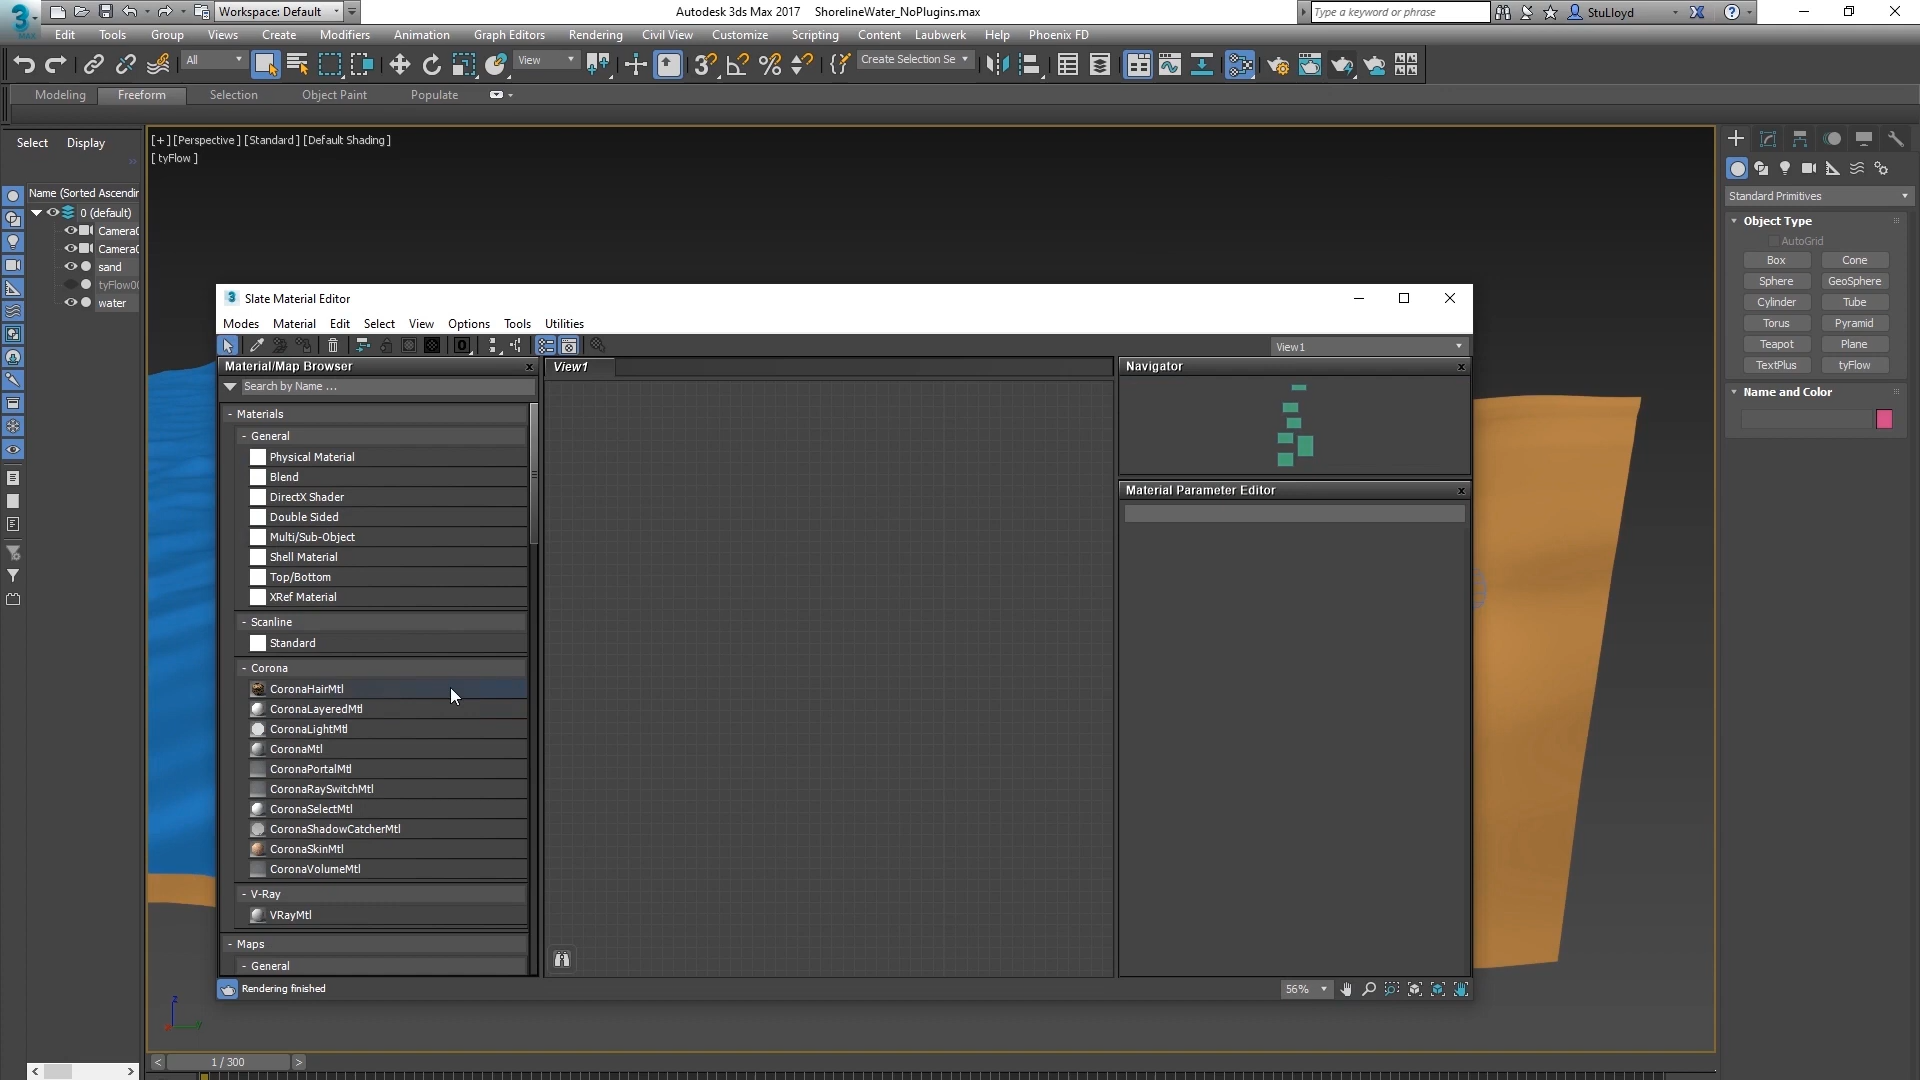 Workspace: Default
Autodesk 3ds Max 2017 ShorelineWater_NoPlugins.max
Type a keyword or phrase
StuLloyd
MAX
Edit Tools Group Views Create Modifiers Animation Graph Editors Rendering Civil View Customize Scripting Content Laubwerk Help Phoenix FD
All
View
Create Selection Se
Modeling Freeform Selection Object Paint Populate
Select Display
[+] [Perspective] [Standard] [Default Shading]
[ tyFlow ]
Name (Sorted Ascendin
0 (default)
Camera
Camera
sand
tyFlow0
water
Standard Primitives
Object Type
AutoGrid
Box Cone
Sphere GeoSphere
Cylinder Tube
Torus Pyramid
Teapot Plane
TextPlus tyFlow
Name and Color
3 Slate Material Editor
Modes Material Edit Select View Options Tools Utilities
View1
Material/Map Browser
View1
Navigator
Search by Name ...
- Materials
- General
Physical Material
Blend
DirectX Shader
Double Sided
Multi/Sub-Object
Shell Material
Top/Bottom
XRef Material
- Scanline
Standard
- Corona
CoronaHairMtl
CoronaLayeredMtl
CoronaLightMtl
CoronaMtl
CoronaPortalMtl
CoronaRaySwitchMtl
CoronaSelectMtl
CoronaShadowCatcherMtl
CoronaSkinMtl
CoronaVolumeMtl
- V-Ray
VRayMtl
- Maps
- General
Material Parameter Editor
Rendering finished
56%
z
1 / 300